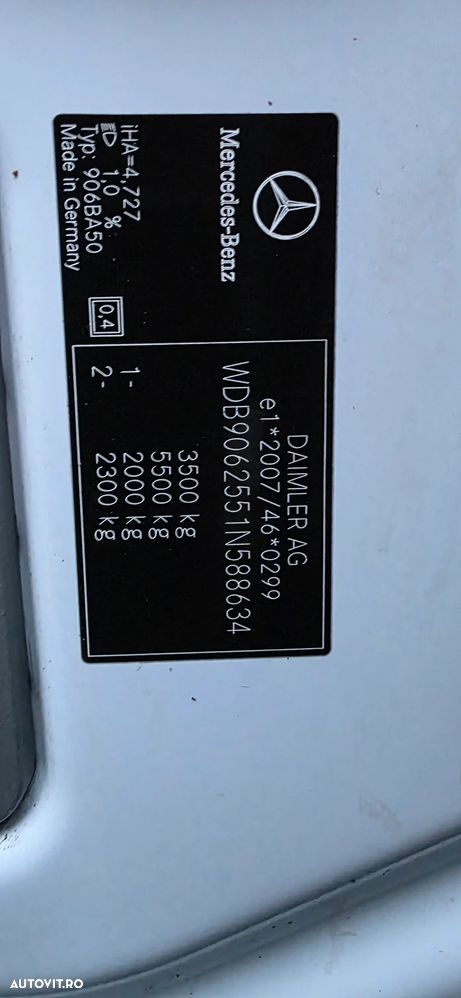 Mercedes-Benz
iHA=4,727
1,0 %
Typ: 906BA50
Made in Germany
0,4
DAIMLER AG
e1*2007/46*0299
WDB9062551N588634
3500 kg
5500 kg
1- 2000 kg
2- 2300 kg
AUTOVIT.RO